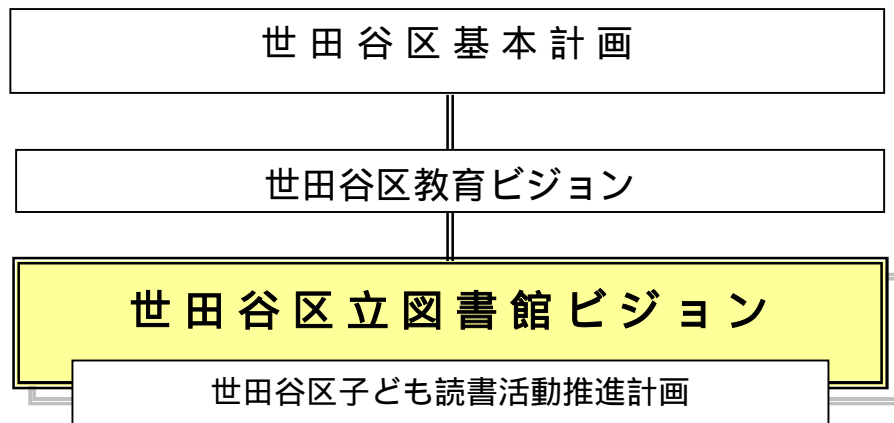 世田谷区基本計画
世田谷区教育ビジョン
世田谷区立図書館ビジョン
世田谷区子ども読書活動推進計画